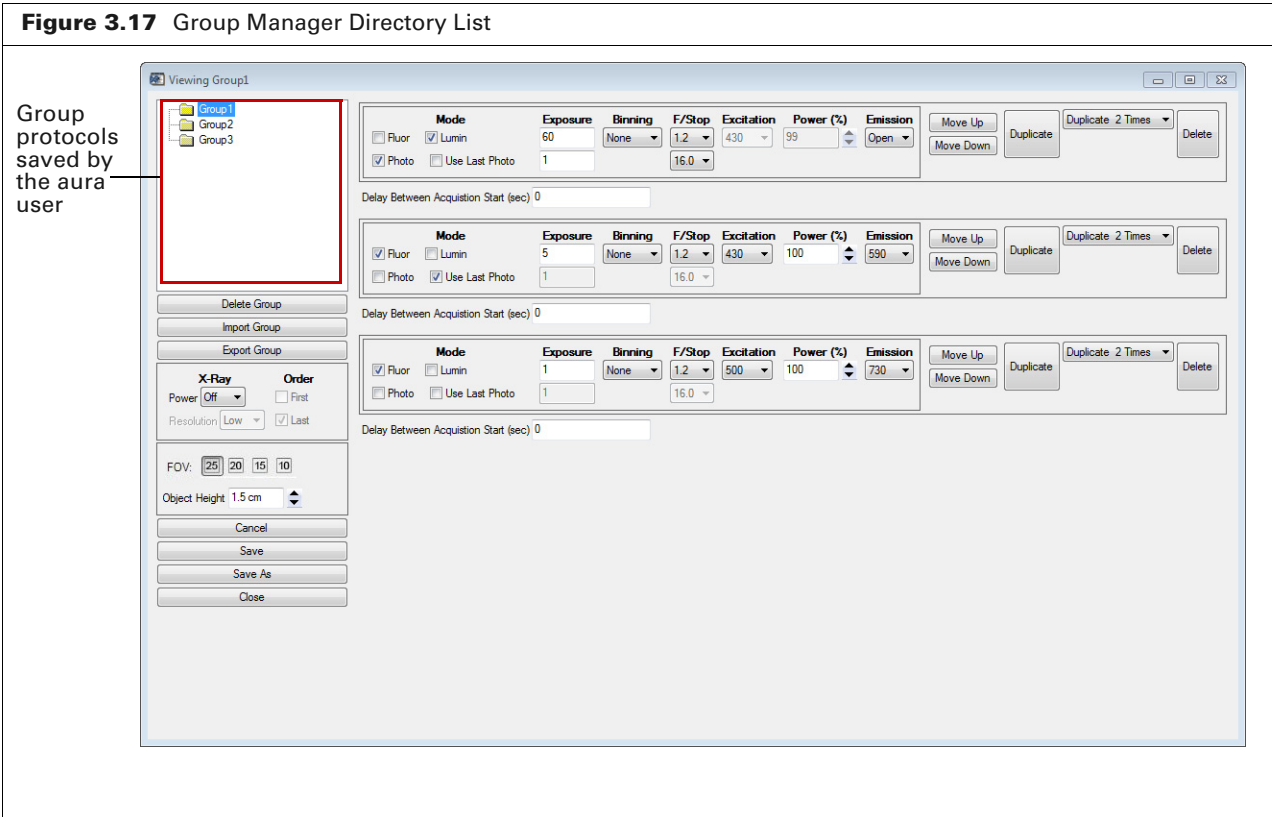 Figure 3.17 Group Manager Directory List
Viewing Group1
Group
protocols
saved by
the aura
user
Group1
Group2
Group3
Delete Group
Import Group
Export Group
X-Ray Order
Power Off First
Resolution Low Last
FOV: 25 20 15 10
Object Height 1.5 cm
Cancel
Save
Save As
Close
Mode Exposure Binning F/Stop Excitation Power (%) Emission
Fluor Lumin 60 None 1.2 430 99 Open
Photo Use Last Photo 1 16.0
Move Up
Move Down
Duplicate
Duplicate 2 Times
Delete
Delay Between Acquistion Start (sec) 0
Mode Exposure Binning F/Stop Excitation Power (%) Emission
Fluor Lumin 5 None 1.2 430 100 590
Photo Use Last Photo 1 16.0
Move Up
Move Down
Duplicate
Duplicate 2 Times
Delete
Delay Between Acquistion Start (sec) 0
Mode Exposure Binning F/Stop Excitation Power (%) Emission
Fluor Lumin 1 None 1.2 500 100 730
Photo Use Last Photo 1 16.0
Move Up
Move Down
Duplicate
Duplicate 2 Times
Delete
Delay Between Acquistion Start (sec) 0